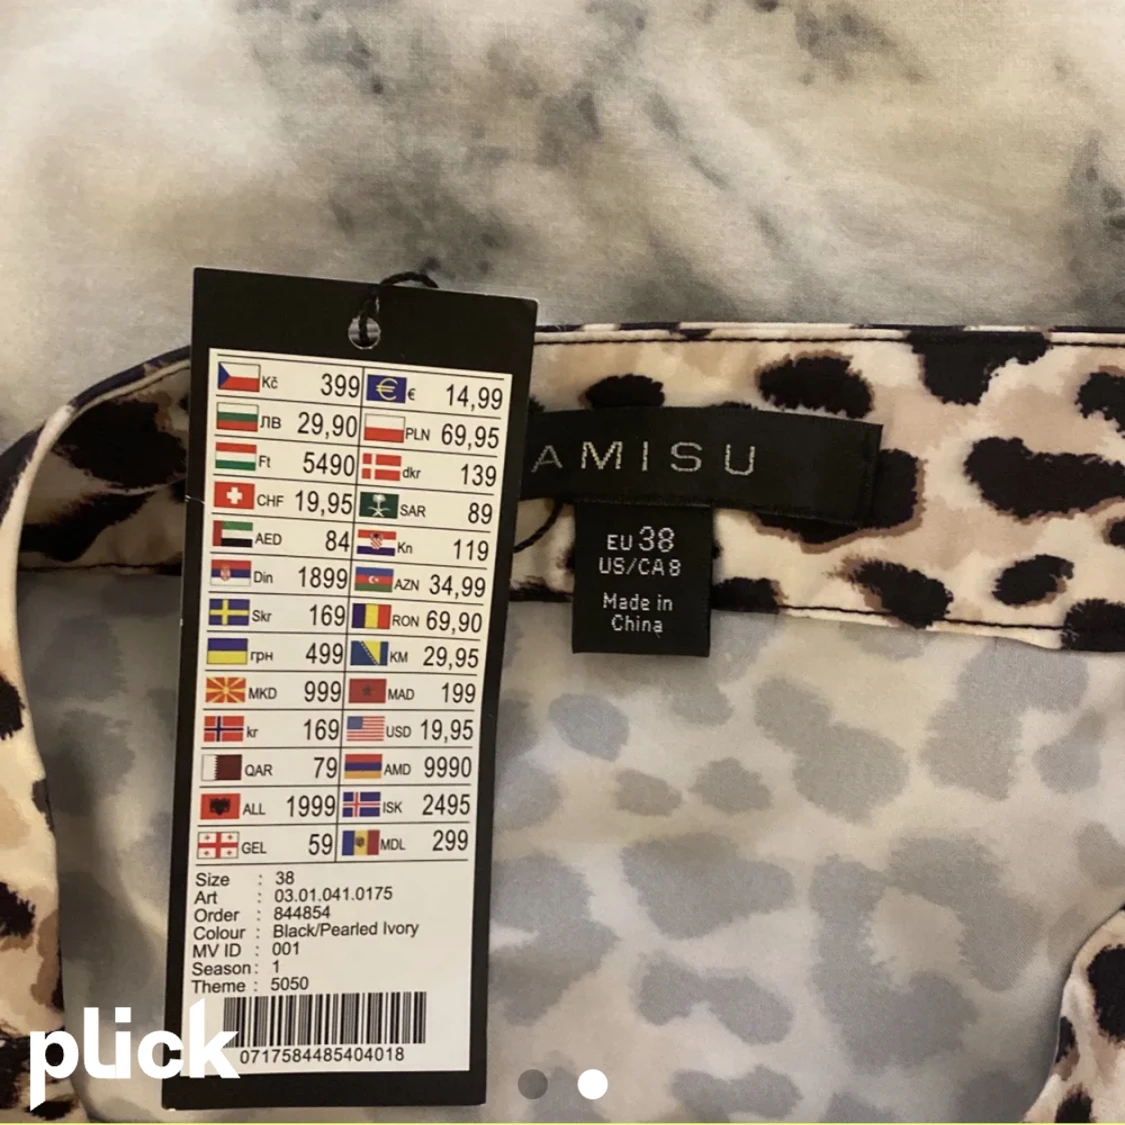 Kč 399 € 14,99
ЛВ 29,90 PLN 69,95
Ft 5490 dkr 139
CHF 19,95 SAR 89
AED 84 Kn 119
Din 1899 AZN 34,99
Skr 169 RON 69,90
грн 499 KM 29,95
MKD 999 MAD 199
kr 169 USD 19,95
QAR 79 AMD 9990
ALL 1999 ISK 2495
GEL 59 MDL 299
Size : 38
Art : 03.01.041.0175
Order : 844854
Colour : Black/Pearled Ivory
MV ID : 001
Season : 1
Theme : 5050
0717584485404018
AMISU
EU 38
US/CA 8
Made in
China
plick